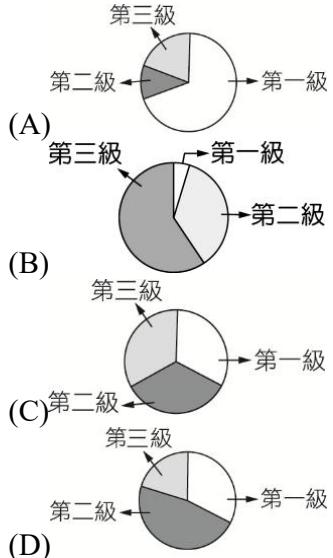 第三級
第二級 第一級
(A)
第三級 第一級
第二級
(B)
第三級
第一級
(C) 第二級
第三級
第二級 第一級
(D)